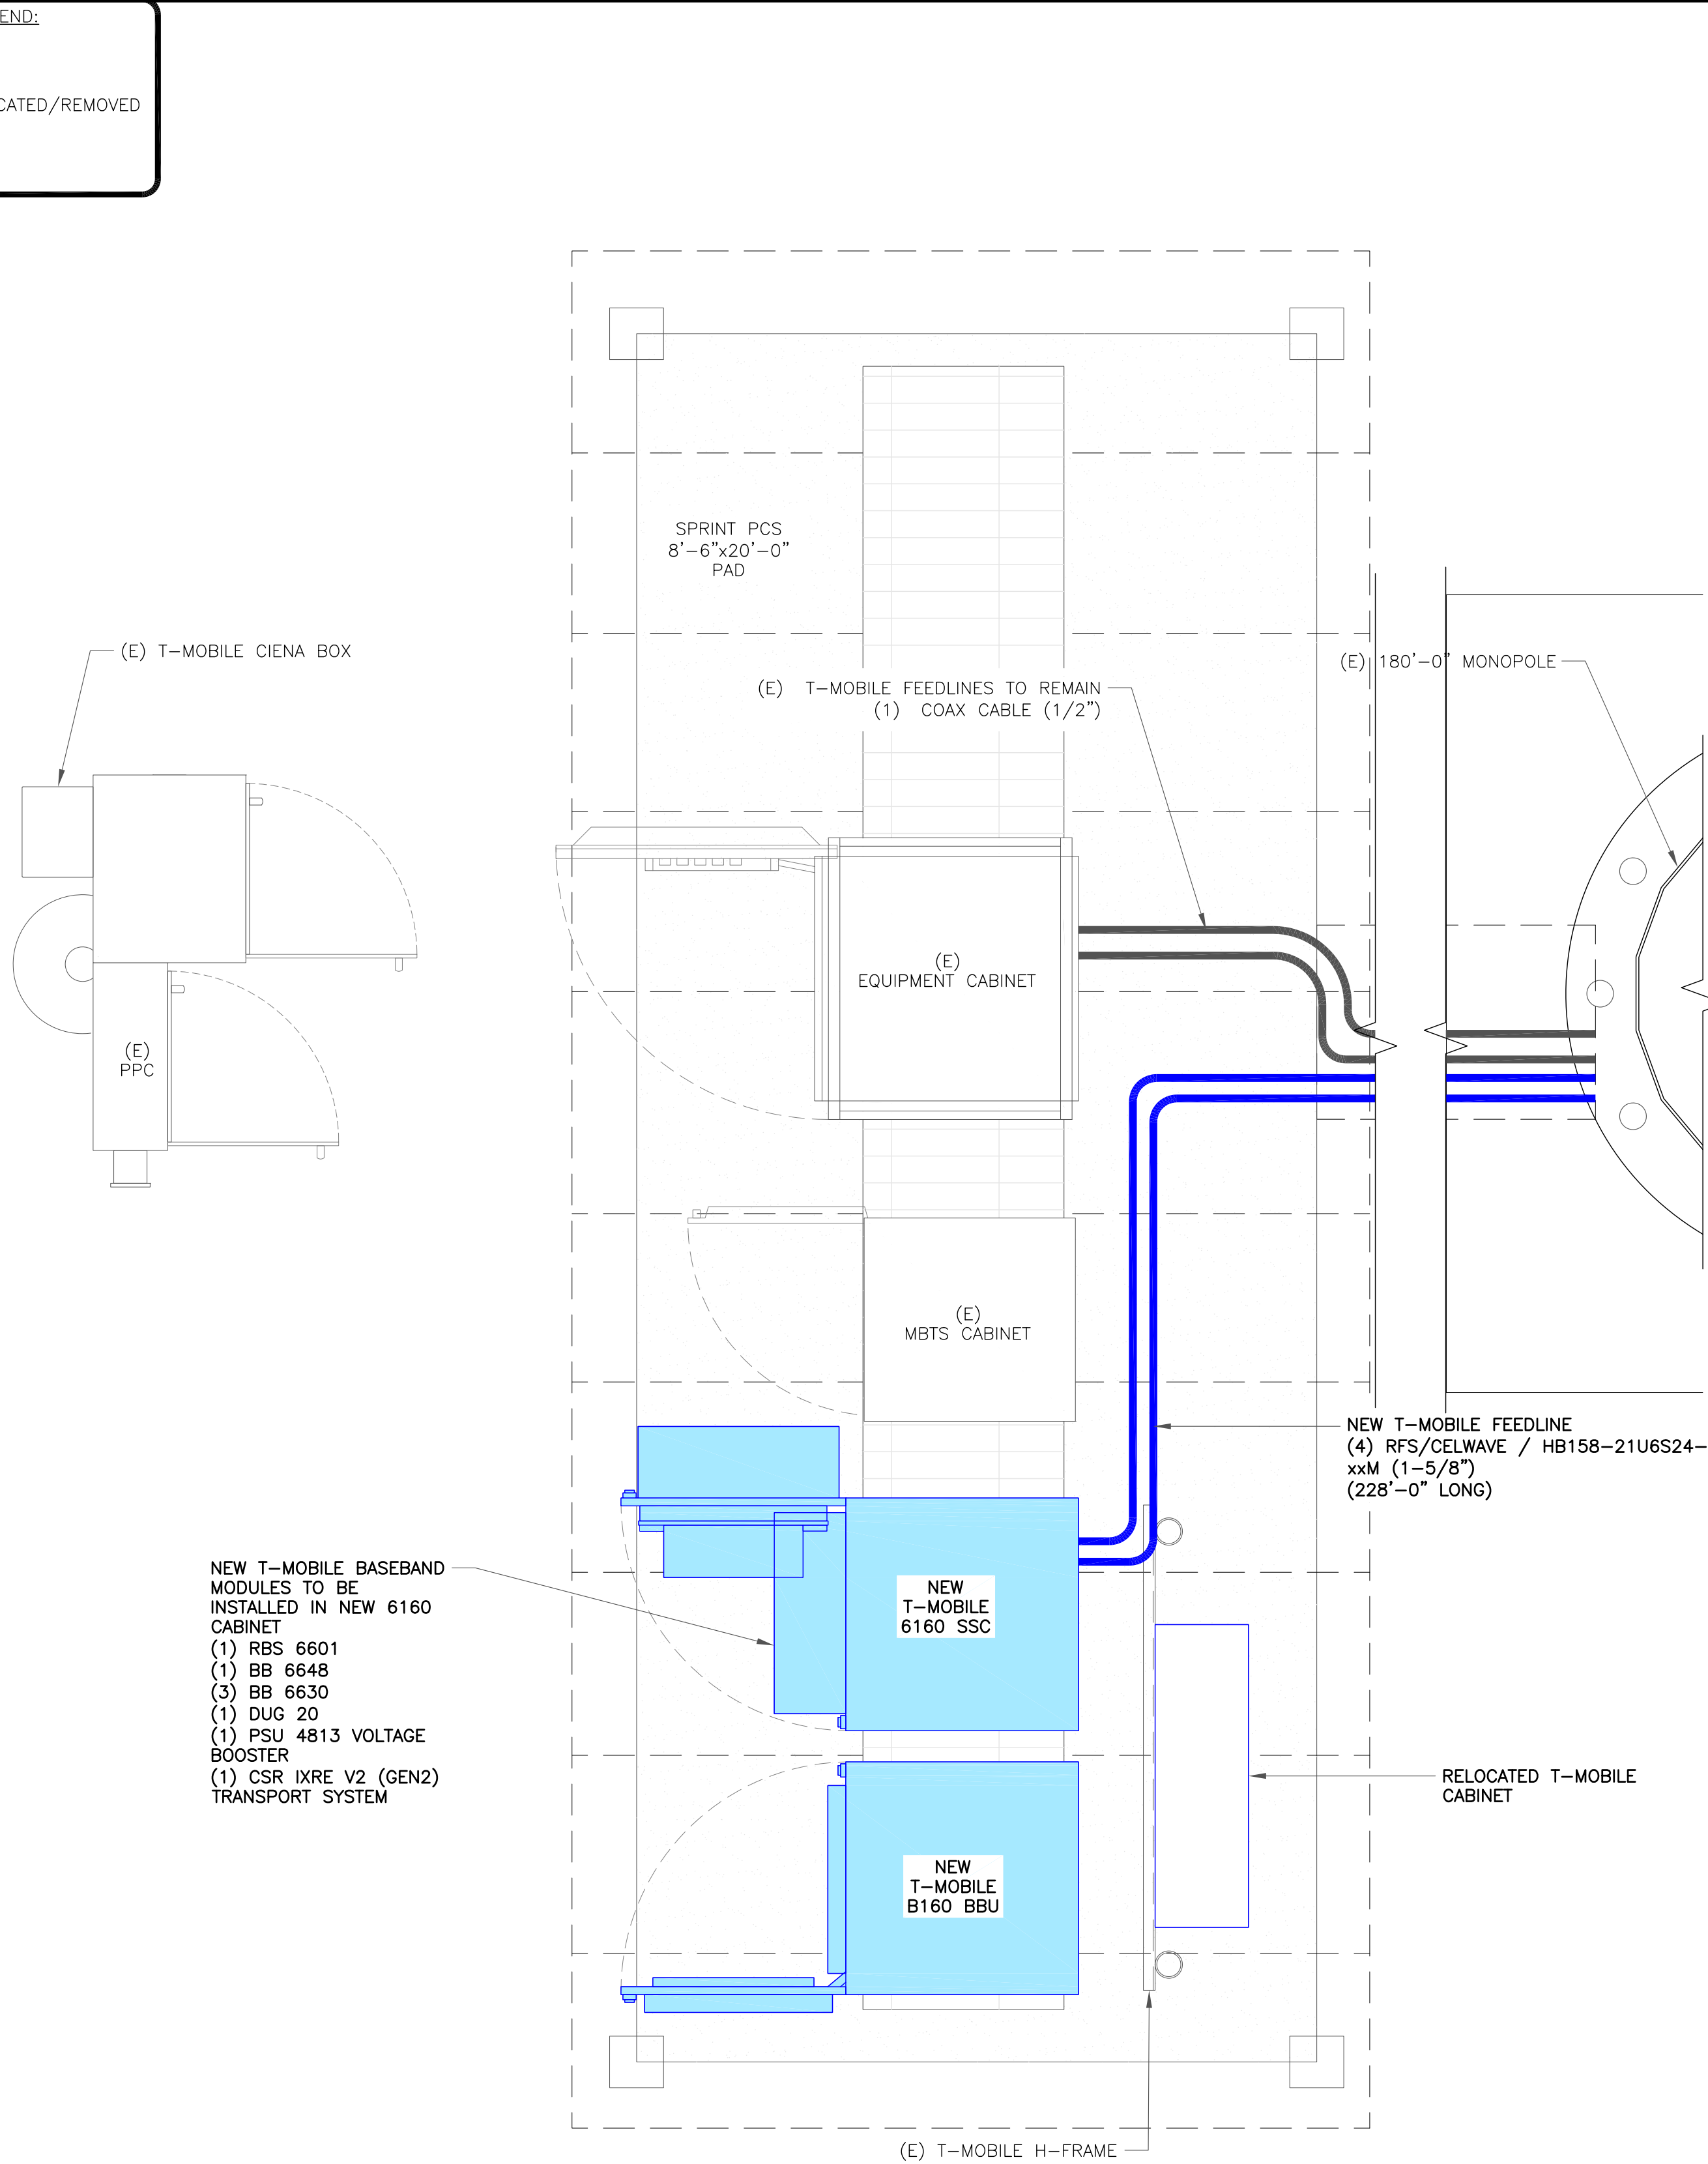 END:
CATED/REMOVED
SPRINT PCS
8'-6"x20'-0"
PAD
(E) T-MOBILE CIENA BOX
(E) 180'-0" MONOPOLE
(E) T-MOBILE FEEDLINES TO REMAIN
(1) COAX CABLE (1/2")
(E)
EQUIPMENT CABINET
(E)
PPC
(E)
MBTS CABINET
NEW T-MOBILE FEEDLINE
(4) RFS/CELWAVE / HB158-21U6S24-
xxM (1-5/8")
(228'-0" LONG)
NEW T-MOBILE BASEBAND
MODULES TO BE
INSTALLED IN NEW 6160
CABINET
(1) RBS 6601
(1) BB 6648
(3) BB 6630
(1) DUG 20
(1) PSU 4813 VOLTAGE
BOOSTER
(1) CSR IXRE V2 (GEN2)
TRANSPORT SYSTEM
NEW
T-MOBILE
6160 SSC
RELOCATED T-MOBILE
CABINET
NEW
T-MOBILE
B160 BBU
(E) T-MOBILE H-FRAME